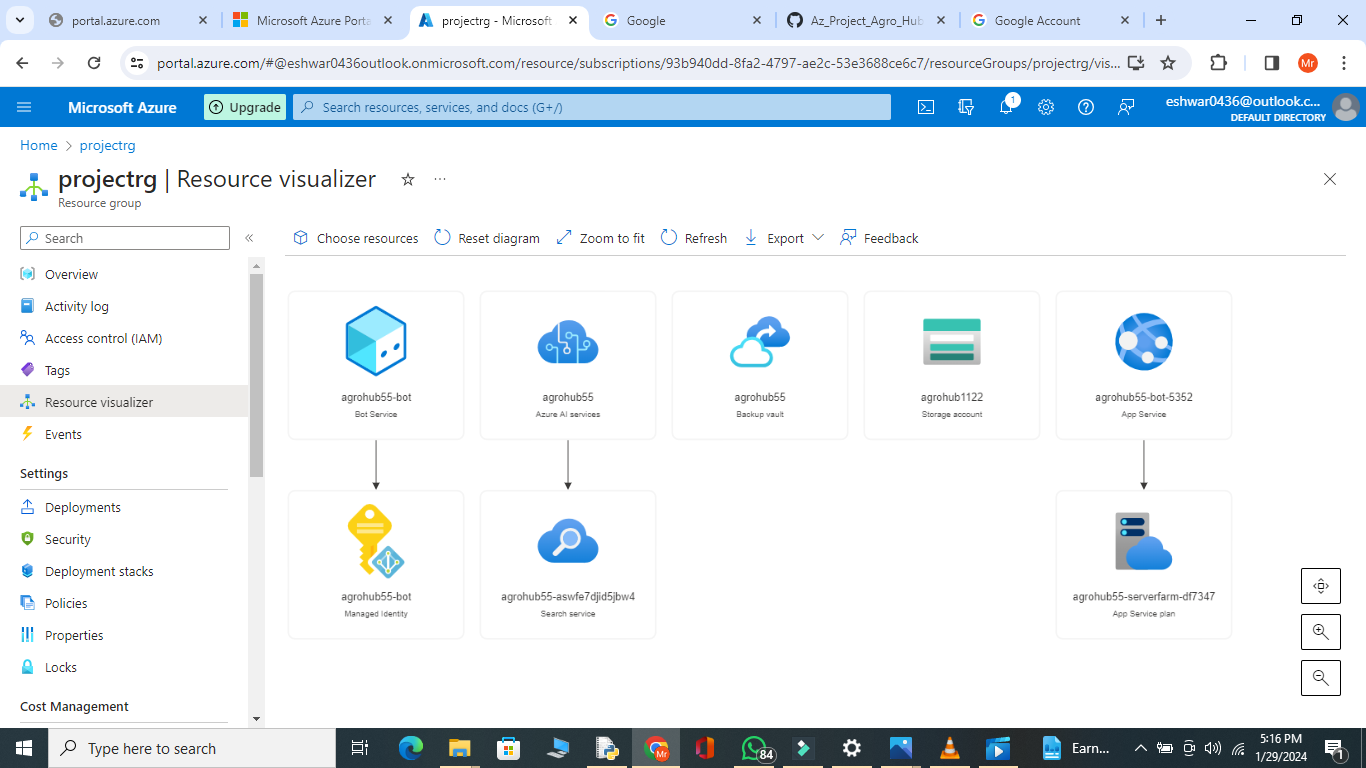 portal.azure.com
Microsoft Azure Porta
projectrg - Microsoft
Google
Az_Project_Agro_Hub
Google Account
portal.azure.com/#@eshwar0436outlook.onmicrosoft.com/resource/subscriptions/93b940dd-8fa2-4797-ae2c-53e3688ce6c7/resourceGroups/projectrg/vis...
Mr
Microsoft Azure
Upgrade
Search resources, services, and docs (G+/)
1
eshwar0436@outlook.c...
DEFAULT DIRECTORY
Home > projectrg
projectrg | Resource visualizer
Resource group
Search
Choose resources
Reset diagram
Zoom to fit
Refresh
Export
Feedback
Overview
Activity log
Access control (IAM)
Tags
Resource visualizer
Events
Settings
Deployments
Security
Deployment stacks
Policies
Properties
Locks
Cost Management
agrohub55-bot
Bot Service
agrohub55
Azure AI services
agrohub55
Backup vault
agrohub1122
Storage account
agrohub55-bot-5352
App Service
agrohub55-bot
Managed Identity
agrohub55-aswfe7djid5jbw4
Search service
agrohub55-serverfarm-df7347
App Service plan
Type here to search
Mr
84
Earn...
5:16 PM
1/29/2024
1